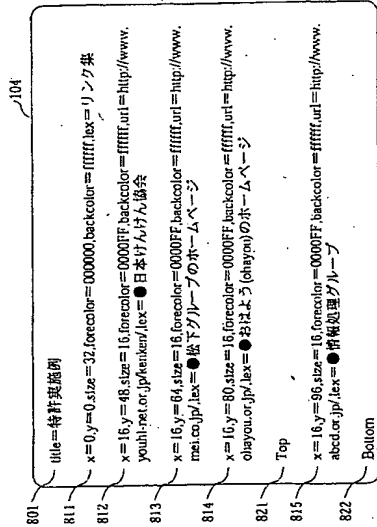 104
801 title=特許実施例
811 x=0,y=0,size=32,forecolor=000000,backcolor=ffffff,lex=リンク集
812 x=16,y=48,size=16,forecolor=0000FF,backcolor=ffffff,url=http://www.
youhi-net.or.jp/kenken/,lex=●日本けんけん協会
813 x=16,y=64,size=16,forecolor=0000FF,backcolor=ffffff,url=http://www.
mei.co.jp/,lex=●松下グループのホームページ
814 x=16,y=80,size=16,forecolor=0000FF,backcolor=ffffff,url=http://www.
ohayou.or.jp/,lex=●おはよう(ohayou)のホームページ
821 Top
815 x=16,y=96,size=16,forecolor=0000FF,backcolor=ffffff,url=http://www.
abcd.or.jp/,lex=●情報処理グループ
822 Bottom